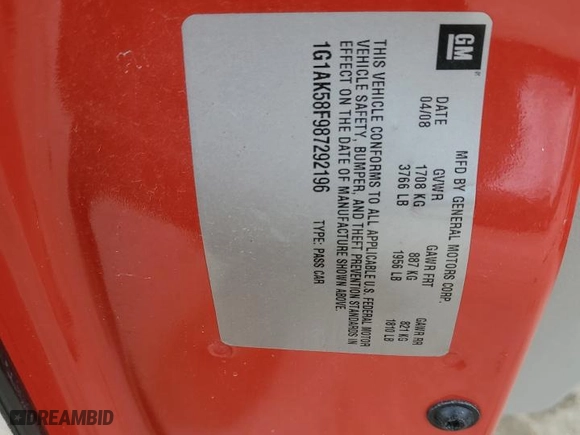 GM
MFD BY GENERAL MOTORS CORP.
DATE GVWR GAWR FRT GAWR RR
04/08 1708 KG 887 KG 821 KG
3766 LB 1956 LB 1810 LB
THIS VEHICLE CONFORMS TO ALL APPLICABLE U.S. FEDERAL MOTOR
VEHICLE SAFETY, BUMPER, AND THEFT PREVENTION STANDARDS IN
EFFECT ON THE DATE OF MANUFACTURE SHOWN ABOVE.
1G1AK58F987292196 TYPE: PASS CAR
DREAMBID